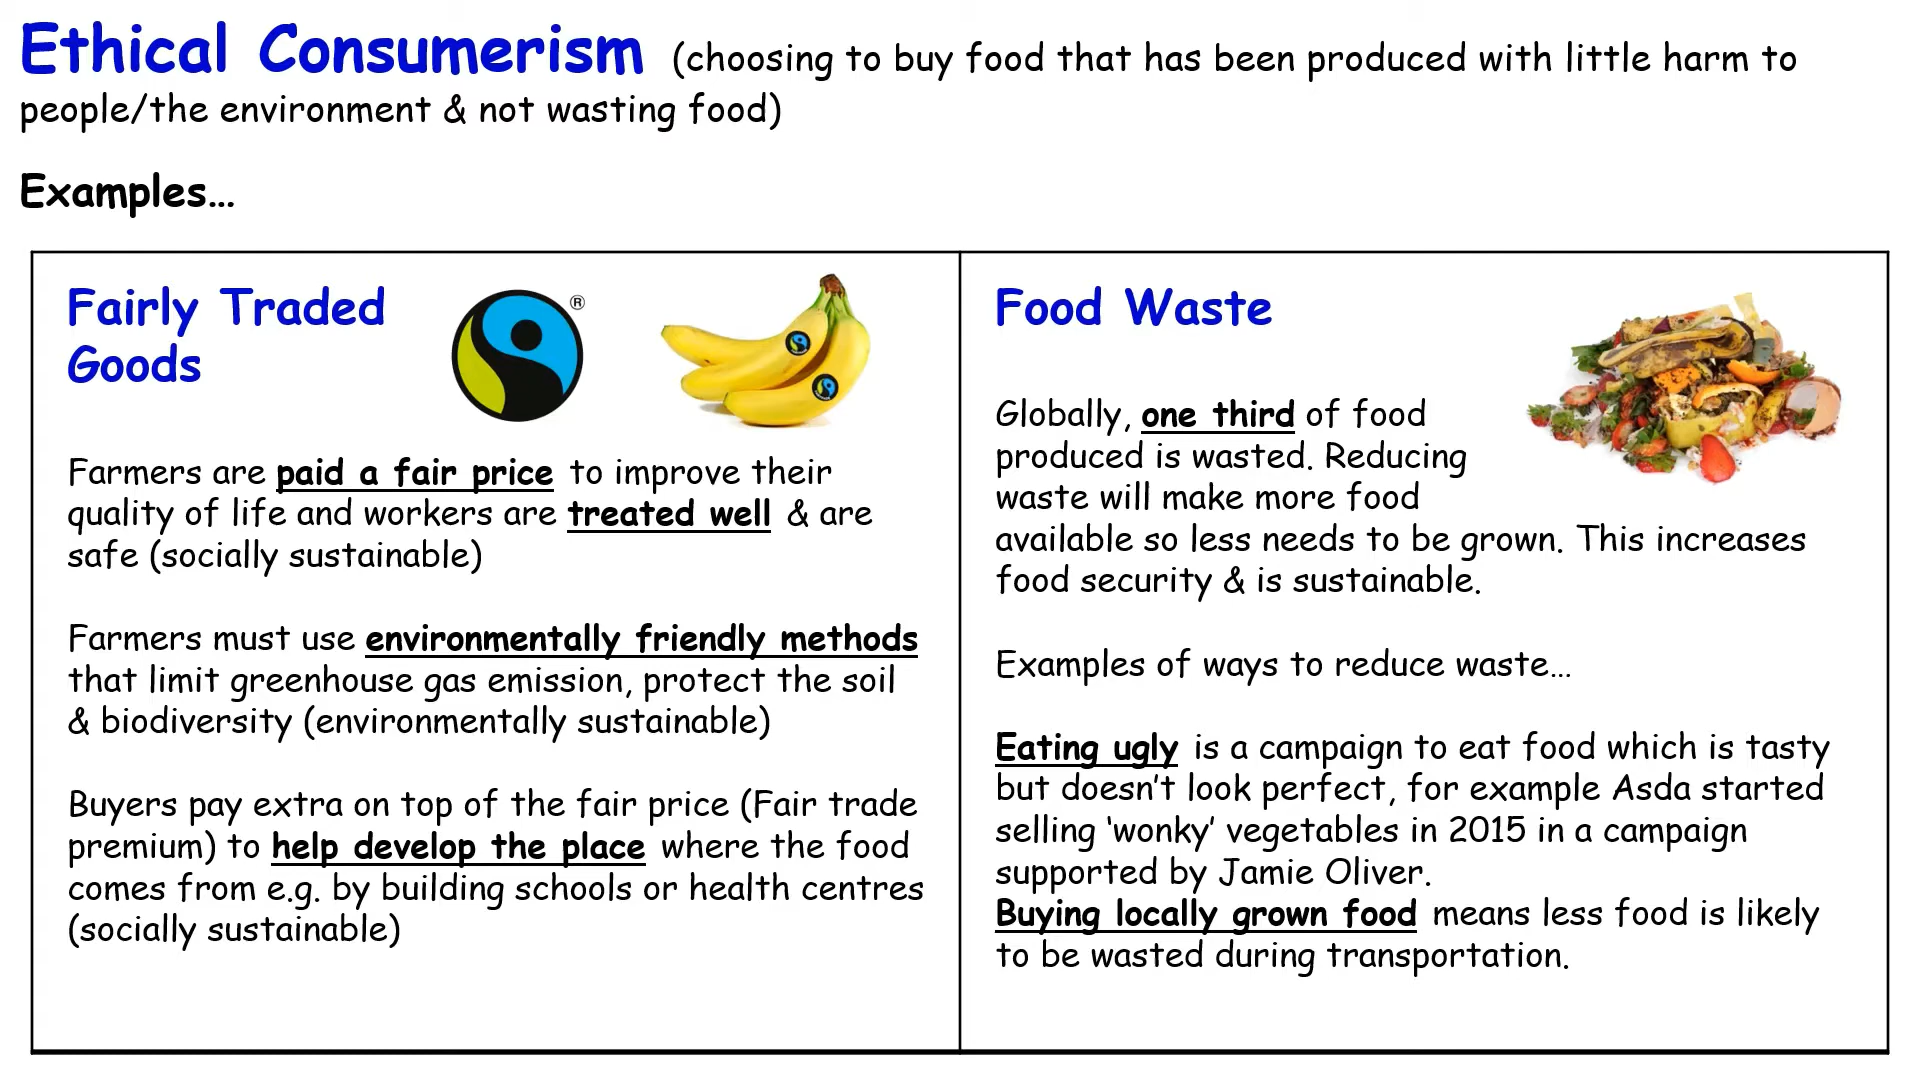 Ethical Consumerism (choosing to buy food that has been produced with little harm to
people/the environment & not wasting food)
Examples…
Fairly Traded
Goods
®
Farmers are paid a fair price to improve their
quality of life and workers are treated well & are
safe (socially sustainable)
Farmers must use environmentally friendly methods
that limit greenhouse gas emission, protect the soil
& biodiversity (environmentally sustainable)
Buyers pay extra on top of the fair price (Fair trade
premium) to help develop the place where the food
comes from e.g. by building schools or health centres
(socially sustainable)
Food Waste
Globally, one third of food
produced is wasted. Reducing
waste will make more food
available so less needs to be grown. This increases
food security & is sustainable.
Examples of ways to reduce waste…
Eating ugly is a campaign to eat food which is tasty
but doesn’t look perfect, for example Asda started
selling ‘wonky’ vegetables in 2015 in a campaign
supported by Jamie Oliver.
Buying locally grown food means less food is likely
to be wasted during transportation.